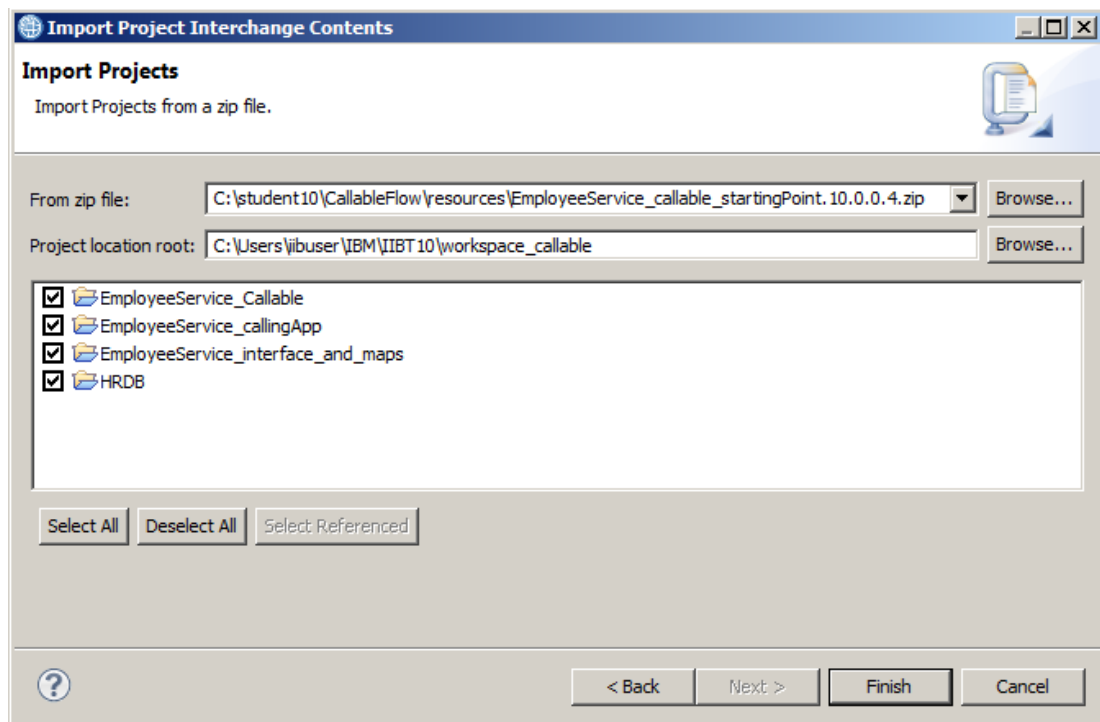 Import Project Interchange Contents
Import Projects
Import Projects from a zip file.
From zip file: C:\student10\CallableFlow\resources\EmployeeService_callable_startingPoint.10.0.0.4.zip Browse...
Project location root: C:\Users\iibuser\IBM\IIBT10\workspace_callable Browse...
EmployeeService_Callable
EmployeeService_callingApp
EmployeeService_interface_and_maps
HRDB
Select All Deselect All Select Referenced
? < Back Next > Finish Cancel